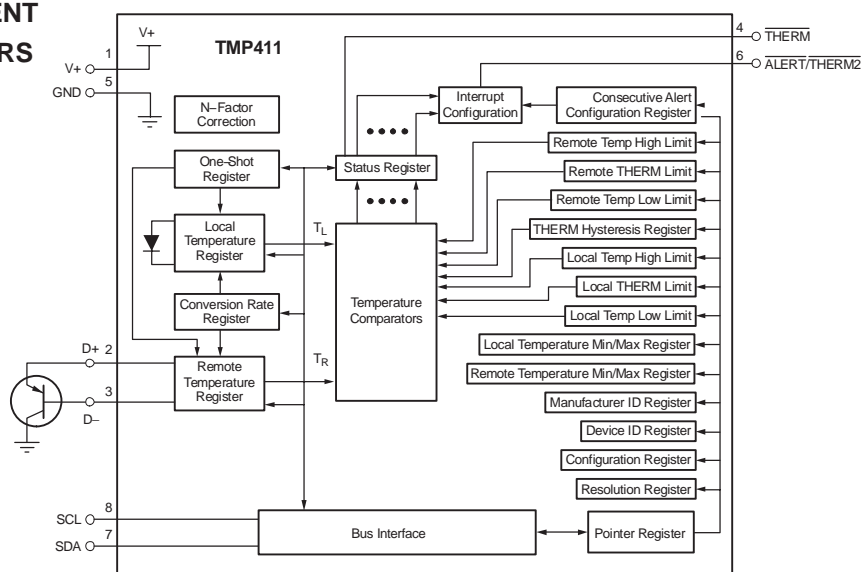 ENT
RS
V+
TMP411
1
V+
5
GND
4
THERM
6
ALERT/THERM2
N–Factor
Correction
Interrupt
Configuration
Consecutive Alert
Configuration Register
One-Shot
Register
Status Register
Remote Temp High Limit
Remote THERM Limit
Remote Temp Low Limit
THERM Hysteresis Register
Local Temp High Limit
Local THERM Limit
Local Temp Low Limit
Local Temperature Min/Max Register
Remote Temperature Min/Max Register
Manufacturer ID Register
Device ID Register
Configuration Register
Resolution Register
Local
Temperature
Register
TL
Conversion Rate
Register
Temperature
Comparators
D+
2
Remote
Temperature
Register
TR
3
D–
8
SCL
7
SDA
Bus Interface
Pointer Register